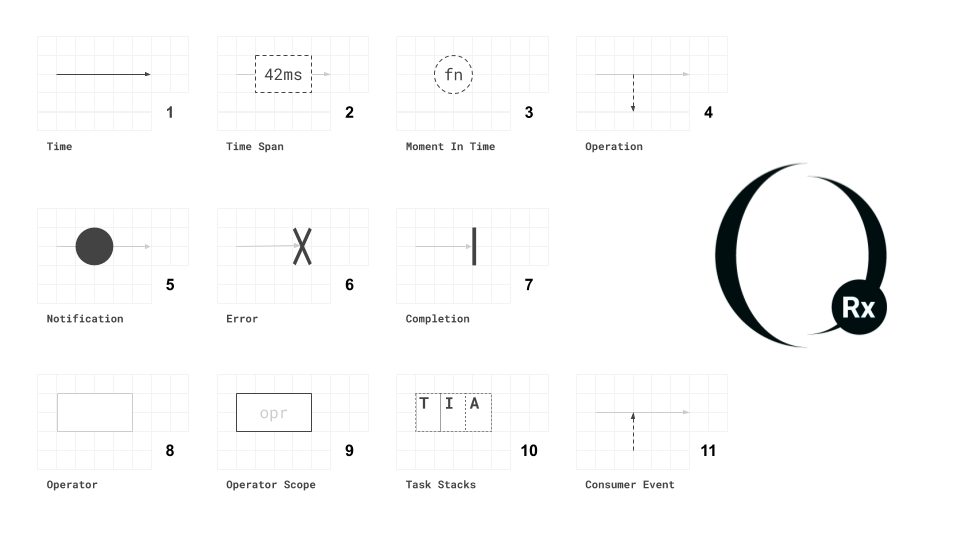 42ms
fn
1
2
3
4
Time
Time Span
Moment In Time
Operation
5
6
7
Notification
Error
Completion
Rx
opr
T I A
8
9
10
11
Operator
Operator Scope
Task Stacks
Consumer Event